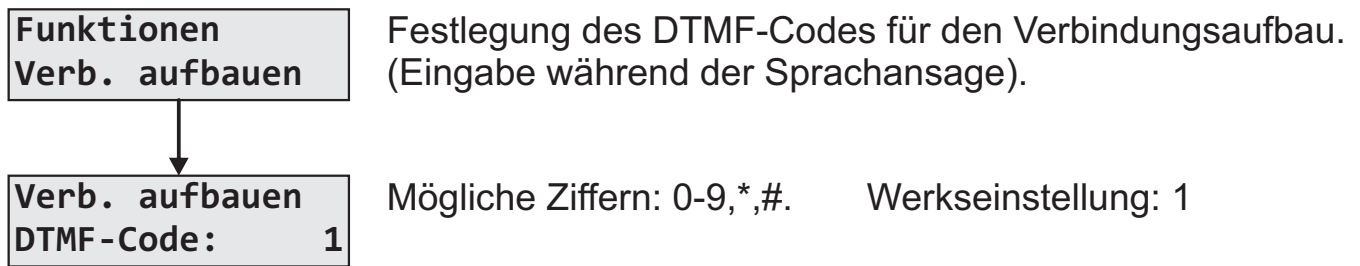 Funktionen
Verb. aufbauen
Festlegung des DTMF-Codes für den Verbindungsaufbau.
(Eingabe während der Sprachansage).
Verb. aufbauen
DTMF-Code: 1
Mögliche Ziffern: 0-9,*,#. Werkseinstellung: 1